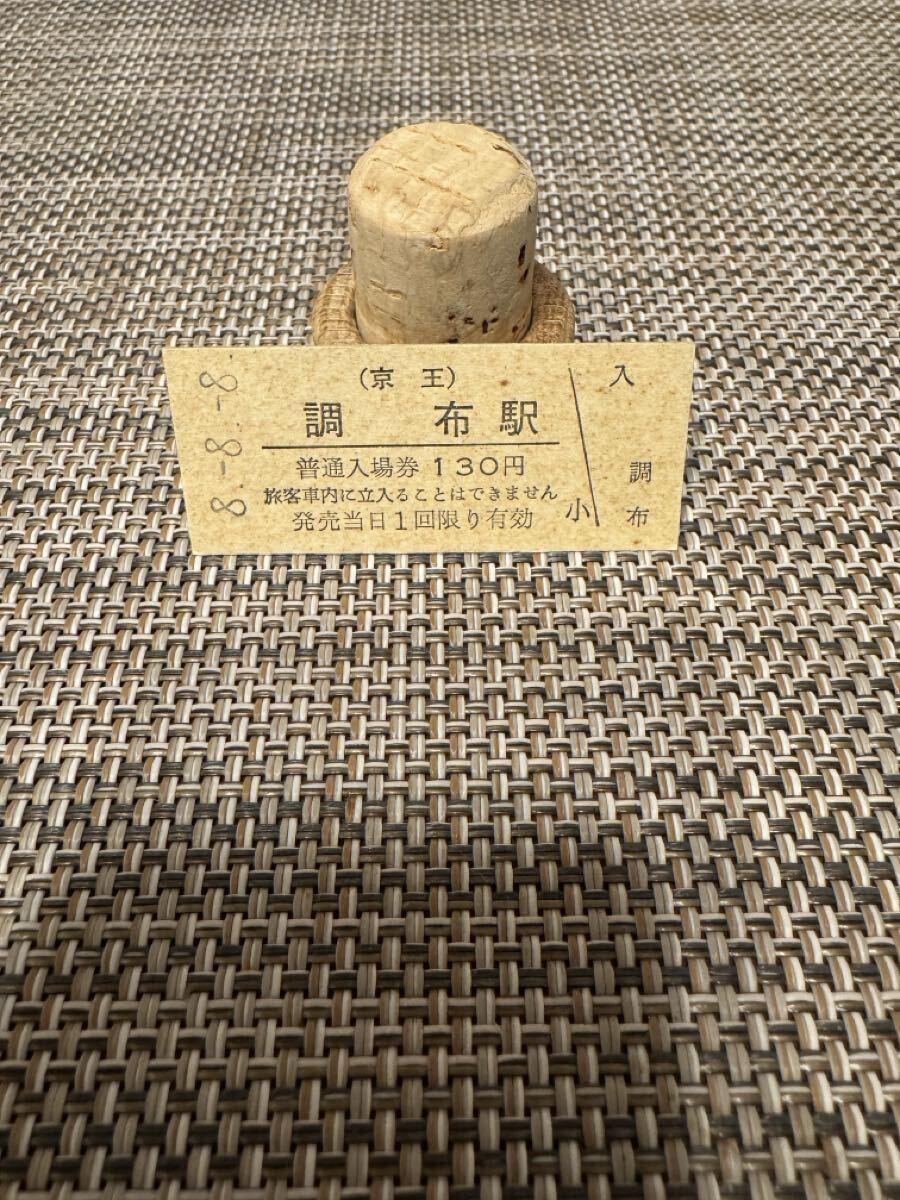 8.-8.-8
（京王）
調布駅
普通入場券 130円
旅客車内に立入ることはできません
発売当日1回限り有効
小
入
調
布